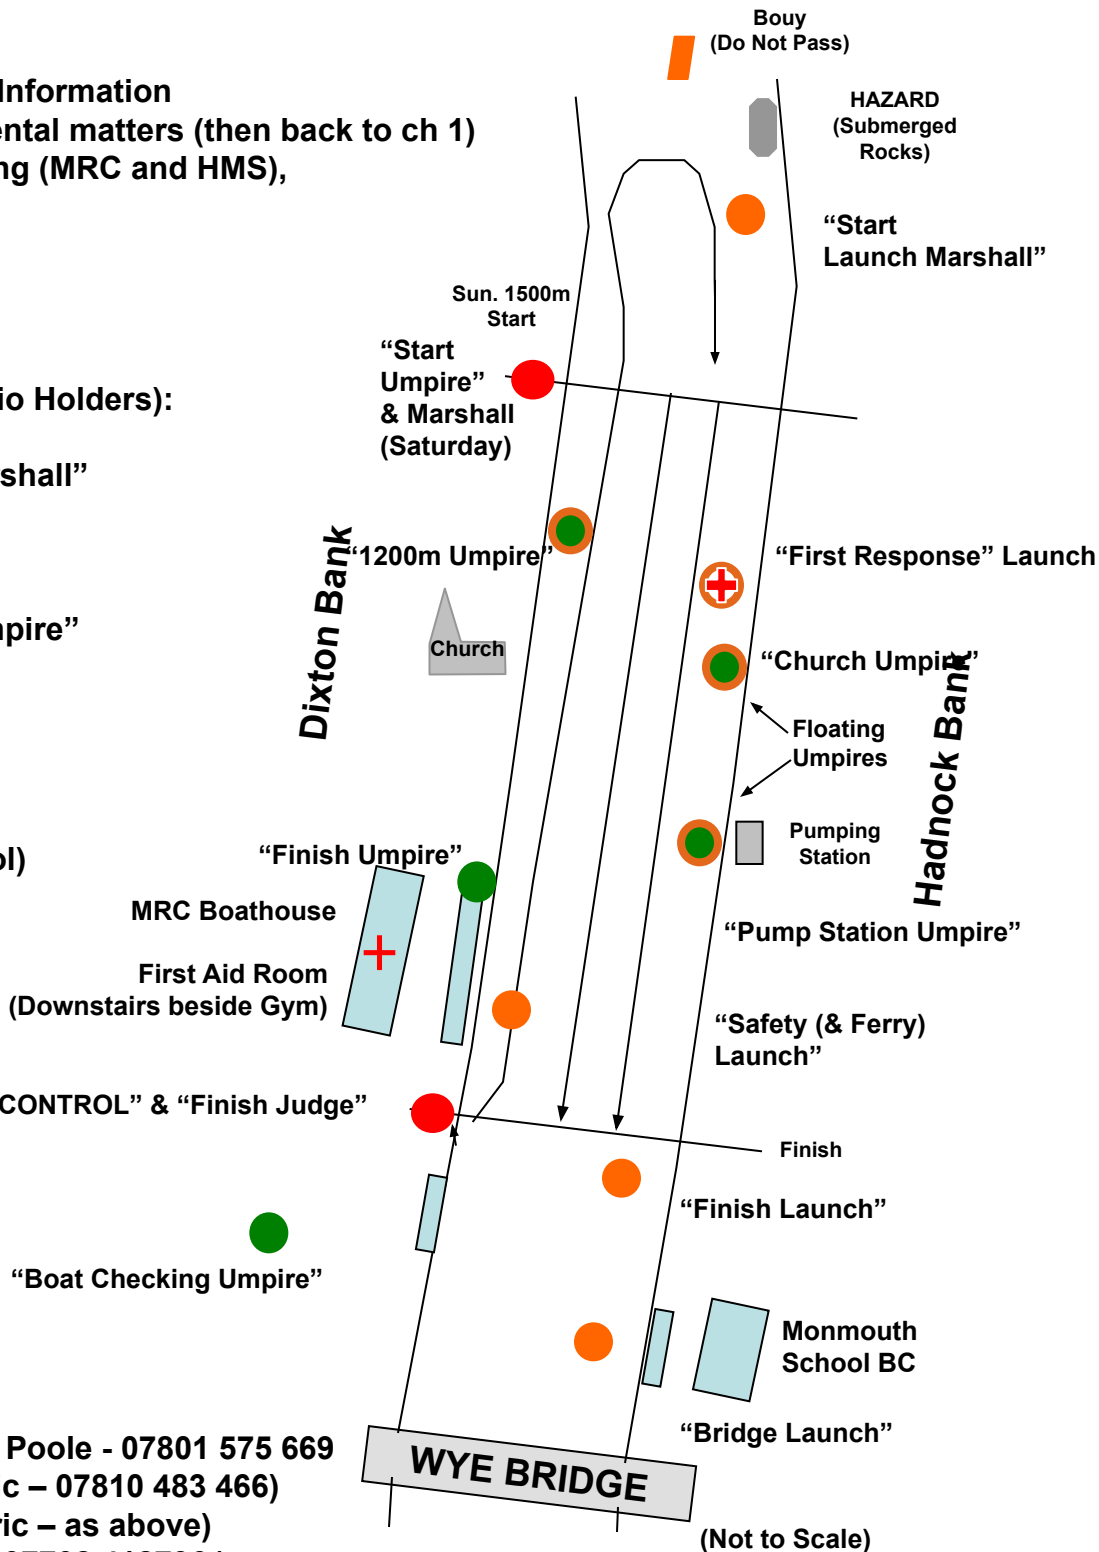 Bouy
(Do Not Pass)
Information
ental matters (then back to ch 1)
ng (MRC and HMS),
HAZARD
(Submerged
Rocks)
“Start
Launch Marshall”
Sun. 1500m
Start
“Start
Umpire”
& Marshall
(Saturday)
io Holders):
shall”
“1200m Umpire”
“First Response” Launch
Dixton Bank
Church
mpire”
“Church Umpire”
Hadnock Bank
Floating
Umpires
Pumping
Station
ol)
“Finish Umpire”
MRC Boathouse
“Pump Station Umpire”
First Aid Room
(Downstairs beside Gym)
“Safety (& Ferry)
Launch”
CONTROL” & “Finish Judge”
Finish
“Finish Launch”
“Boat Checking Umpire”
Monmouth
School BC
“Bridge Launch”
Poole - 07801 575 669
WYE BRIDGE
c – 07810 483 466)
ric – as above)
(Not to Scale)